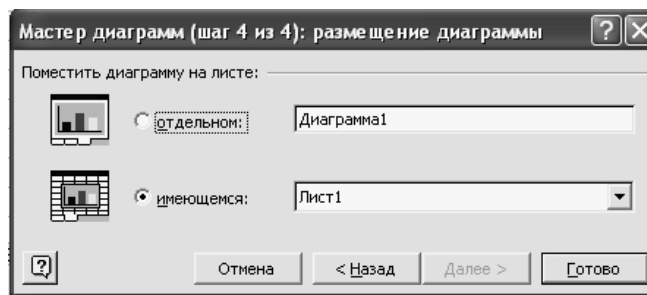 Мастер диаграмм (шаг 4 из 4): размещение диаграммы
Поместить диаграмму на листе:
отдельном: Диаграмма1
имеющемся: Лист1
Отмена < Назад Далее > Готово